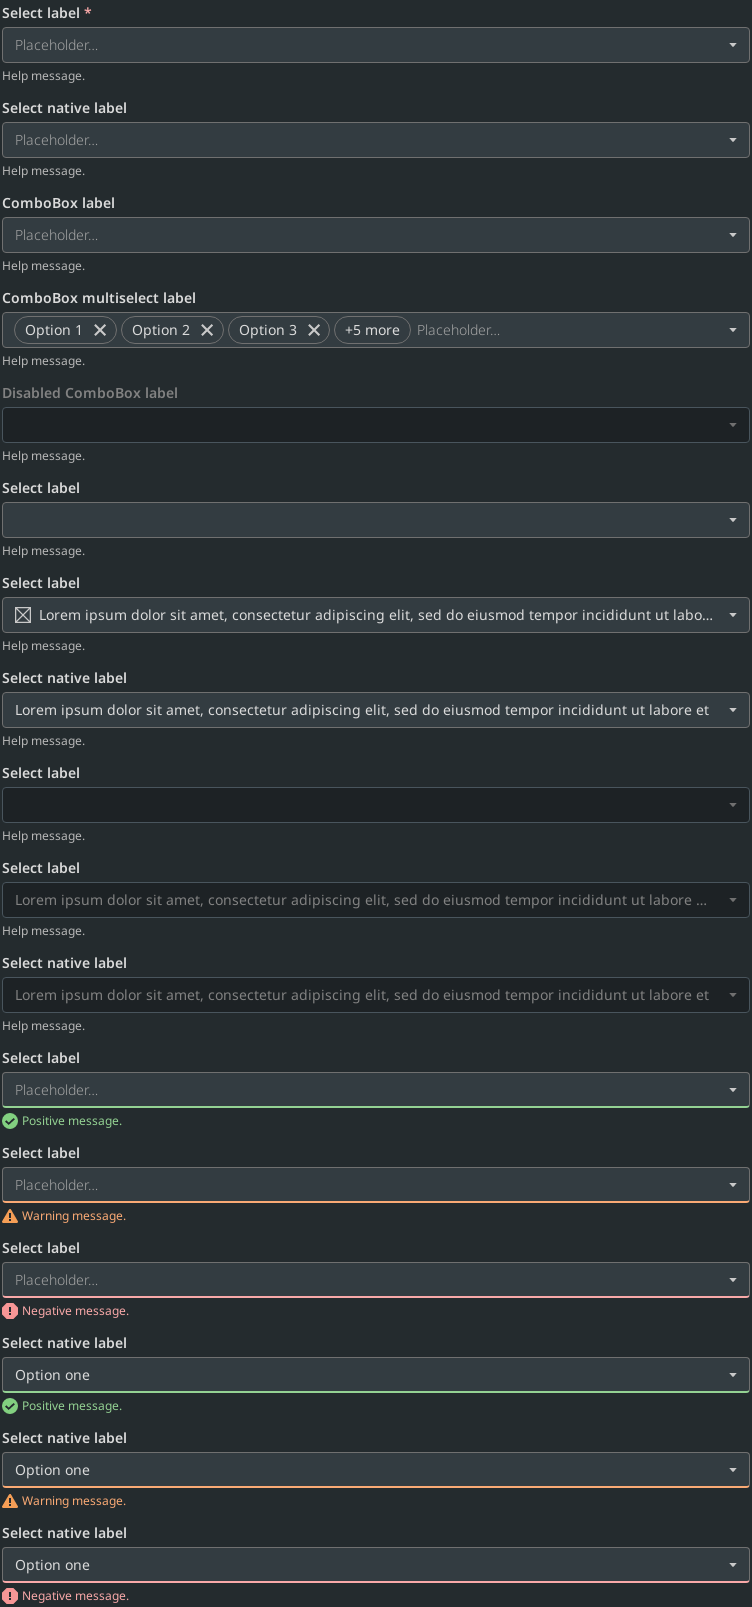 Select label *
Placeholder...
Help message.
Select native label
Placeholder...
Help message.
ComboBox label
Placeholder...
Help message.
ComboBox multiselect label
Option 1 Option 2 Option 3 +5 more Placeholder...
Help message.
Disabled ComboBox label
Help message.
Select label
Help message.
Select label
Lorem ipsum dolor sit amet, consectetur adipiscing elit, sed do eiusmod tempor incididunt ut labo...
Help message.
Select native label
Lorem ipsum dolor sit amet, consectetur adipiscing elit, sed do eiusmod tempor incididunt ut labore et
Help message.
Select label
Help message.
Select label
Lorem ipsum dolor sit amet, consectetur adipiscing elit, sed do eiusmod tempor incididunt ut labore ...
Help message.
Select native label
Lorem ipsum dolor sit amet, consectetur adipiscing elit, sed do eiusmod tempor incididunt ut labore et
Help message.
Select label
Placeholder...
Positive message.
Select label
Placeholder...
Warning message.
Select label
Placeholder...
Negative message.
Select native label
Option one
Positive message.
Select native label
Option one
Warning message.
Select native label
Option one
Negative message.